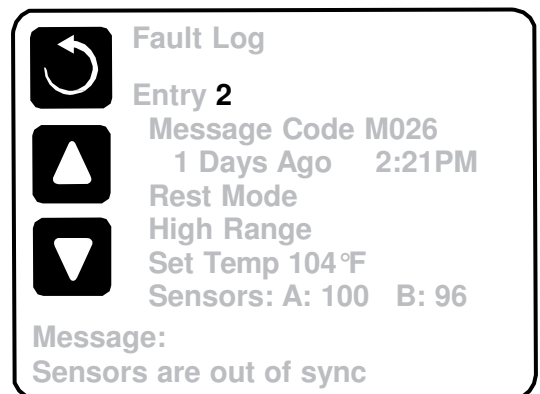 Fault Log
Entry 2
Message Code M026
1 Days Ago 2:21PM
Rest Mode
High Range
Set Temp 104°F
Sensors: A: 100 B: 96
Message:
Sensors are out of sync